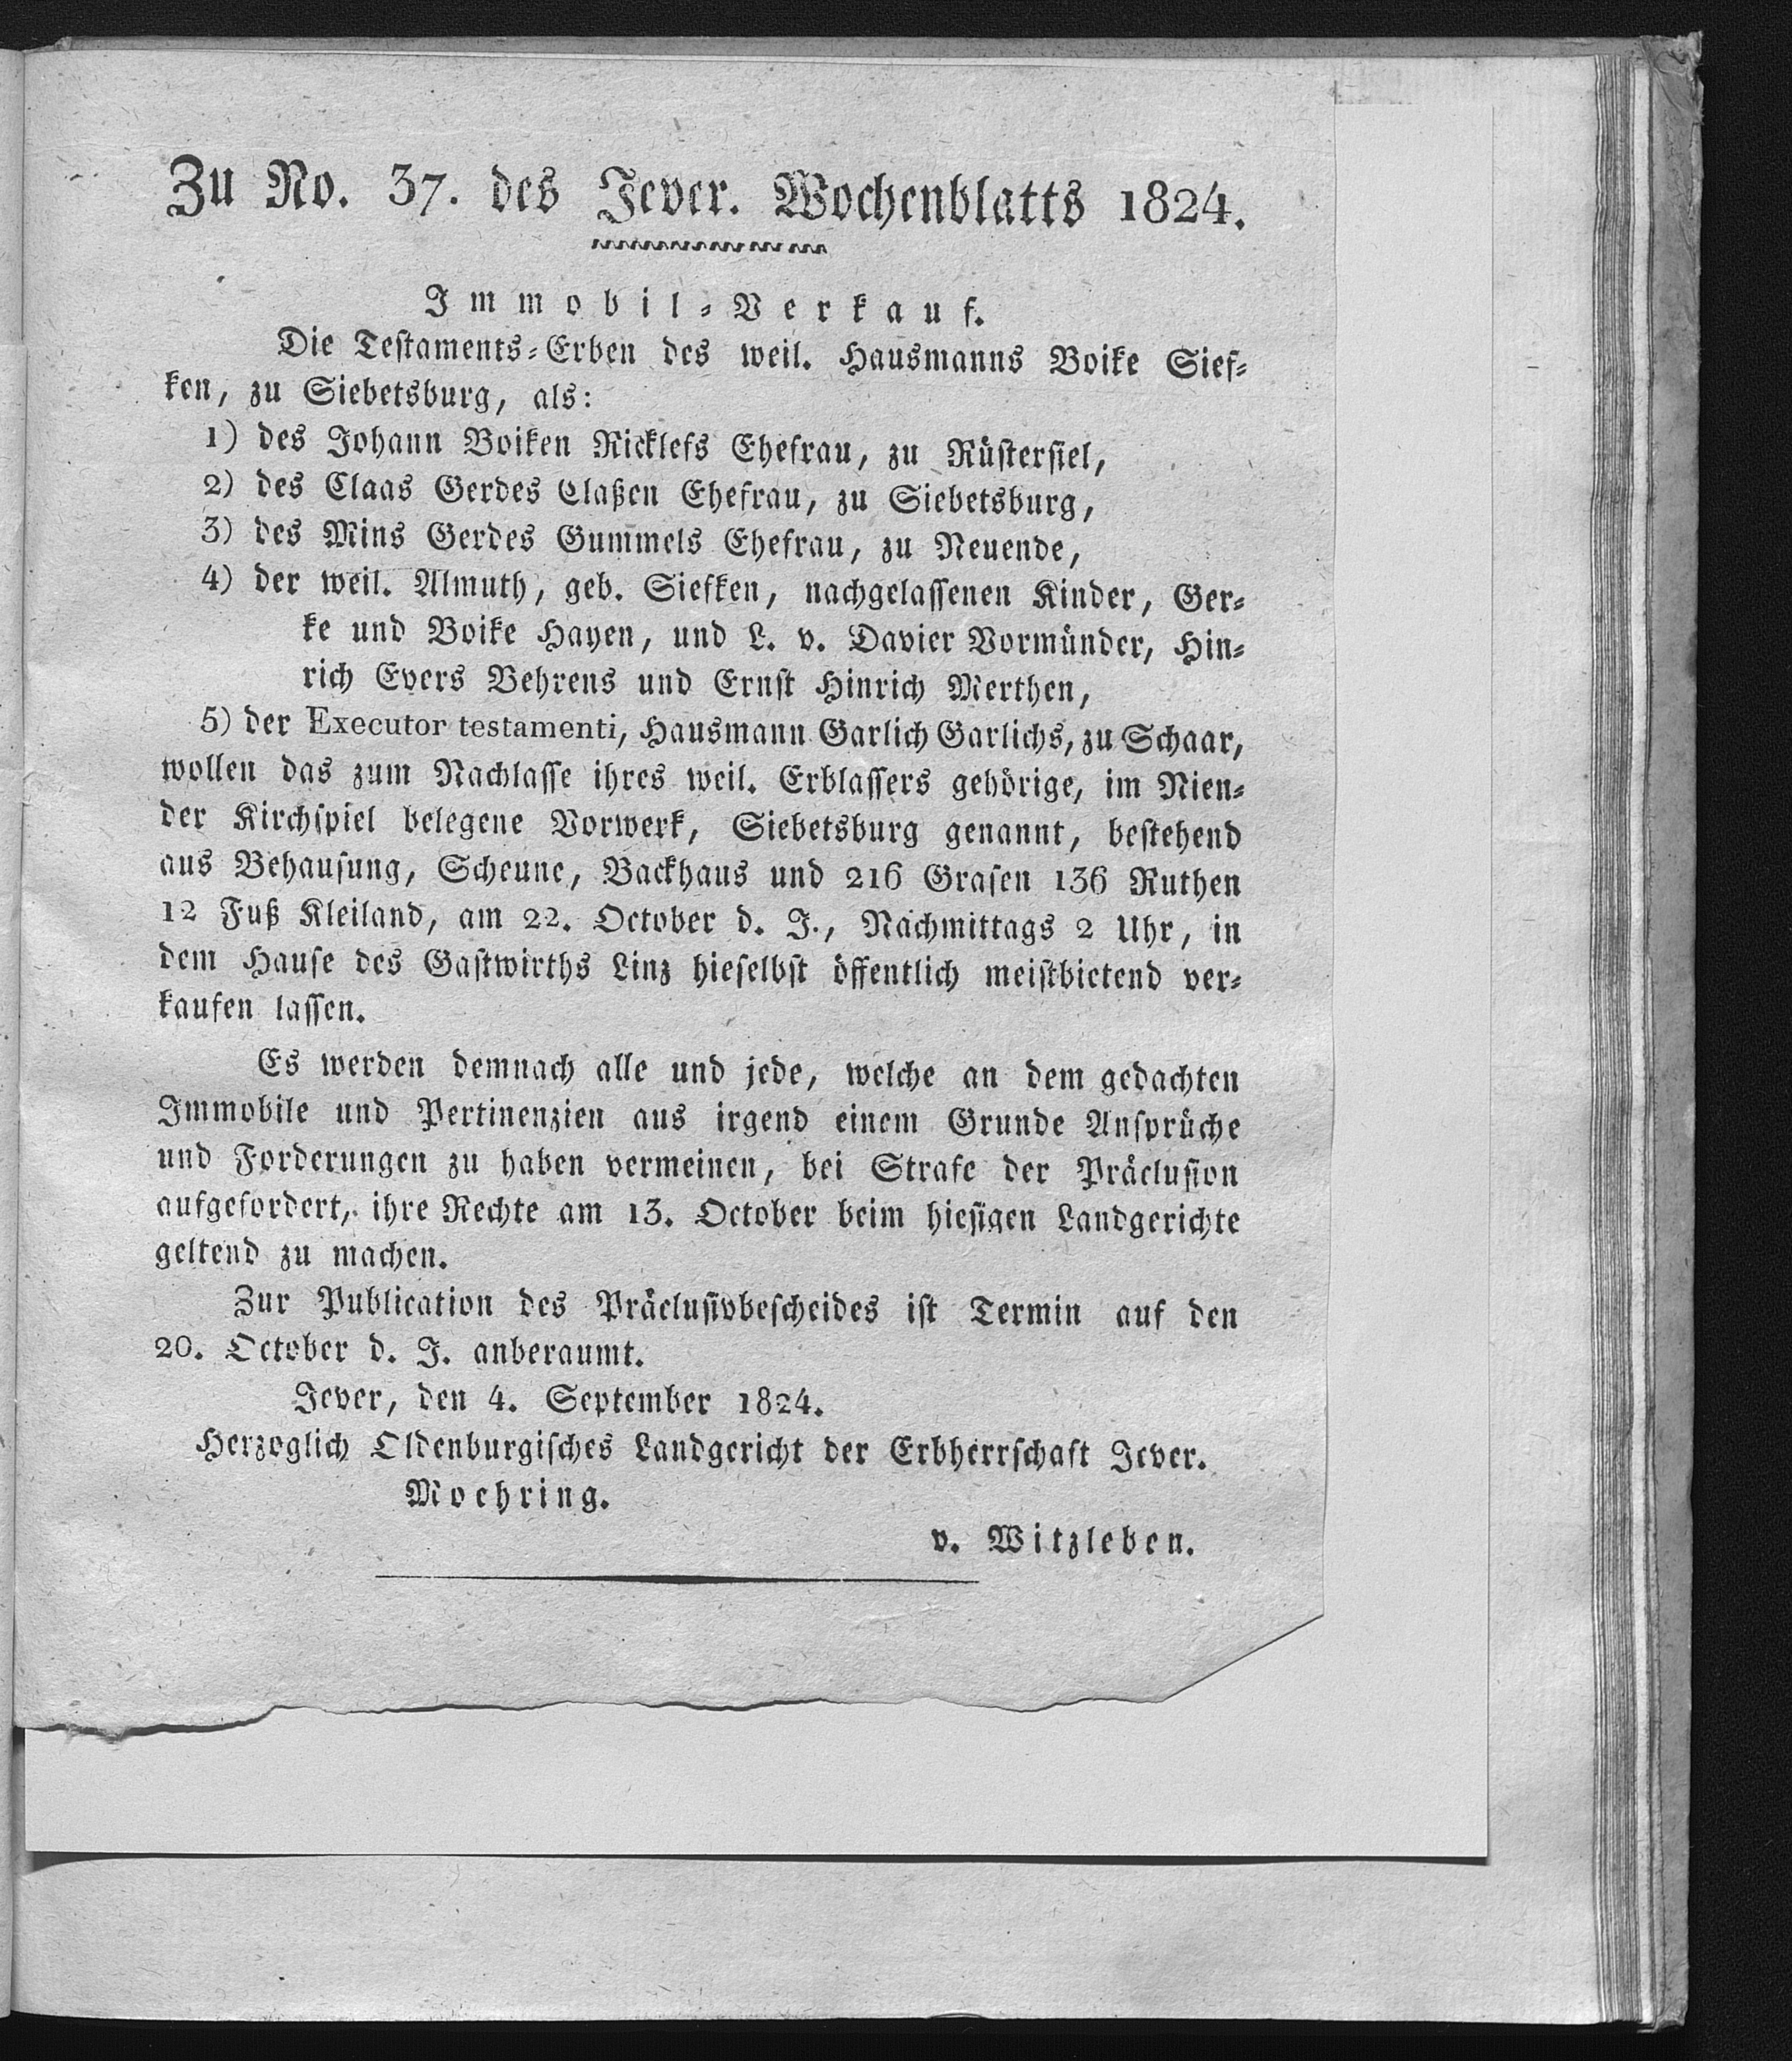 Zu No. 37. des Jever. Wochenblatts 1824.
Immobil-Verkauf.
Die Testaments-Erben des weil. Hausmanns Boike Sief-
ken, zu Siebetsburg, als:
1) des Johann Boiken Ricklefs Ehefrau, zu Rüstersiel,
2) des Claas Gerdes Claßen Ehefrau, zu Siebetsburg,
3) des Mins Gerdes Gummels Ehefrau, zu Neuende,
4) der weil. Almuth, geb. Siefken, nachgelassenen Kinder, Ger-
ke und Boike Hayen, und L. v. Davier Vormünder, Hin-
rich Evers Behrens und Ernst Hinrich Merthen,
5) der Executor testamenti, Hausmann Garlich Garlichs, zu Schaar,
wollen das zum Nachlasse ihres weil. Erblassers gehörige, im Nien-
der Kirchspiel belegene Vorwerk, Siebetsburg genannt, bestehend
aus Behausung, Scheune, Backhaus und 216 Grasen 136 Ruthen
12 Fuß Kleiland, am 22. October d. J., Nachmittags 2 Uhr, in
dem Hause des Gastwirths Linz hieselbst öffentlich meistbietend ver-
kaufen lassen.
Es werden demnach alle und jede, welche an dem gedachten
Immobile und Pertinenzien aus irgend einem Grunde Ansprüche
und Forderungen zu haben vermeinen, bei Strafe der Präclusion
aufgefordert, ihre Rechte am 13. October beim hiesigen Landgerichte
geltend zu machen.
Zur Publication des Präclusivbescheides ist Termin auf den
20. October d. J. anberaumt.
Jever, den 4. September 1824.
Herzoglich Oldenburgisches Landgericht der Erbherrschaft Jever.
Moehring.
v. Witzleben.